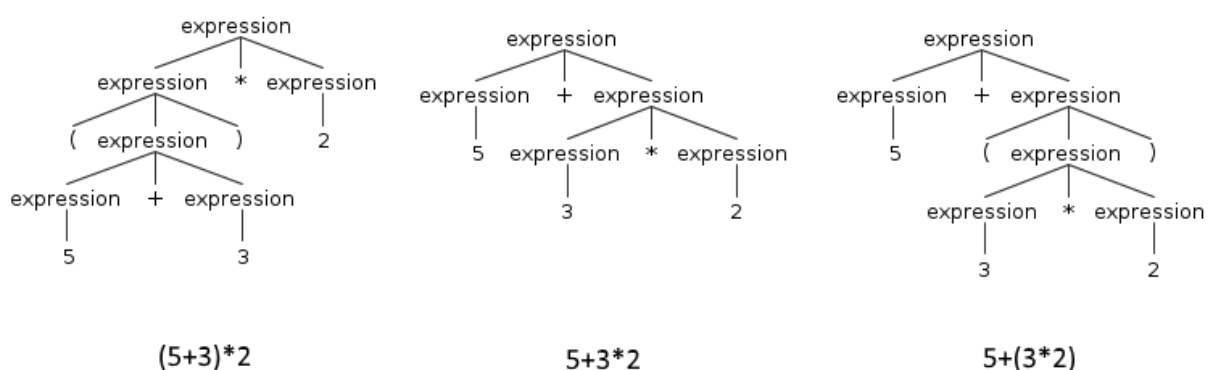 expression
expression * expression
( expression ) 2
expression + expression
5 3
(5+3)*2
expression
expression + expression
5 expression * expression
3 2
5+3*2
expression
expression + expression
5 ( expression )
expression * expression
3 2
5+(3*2)